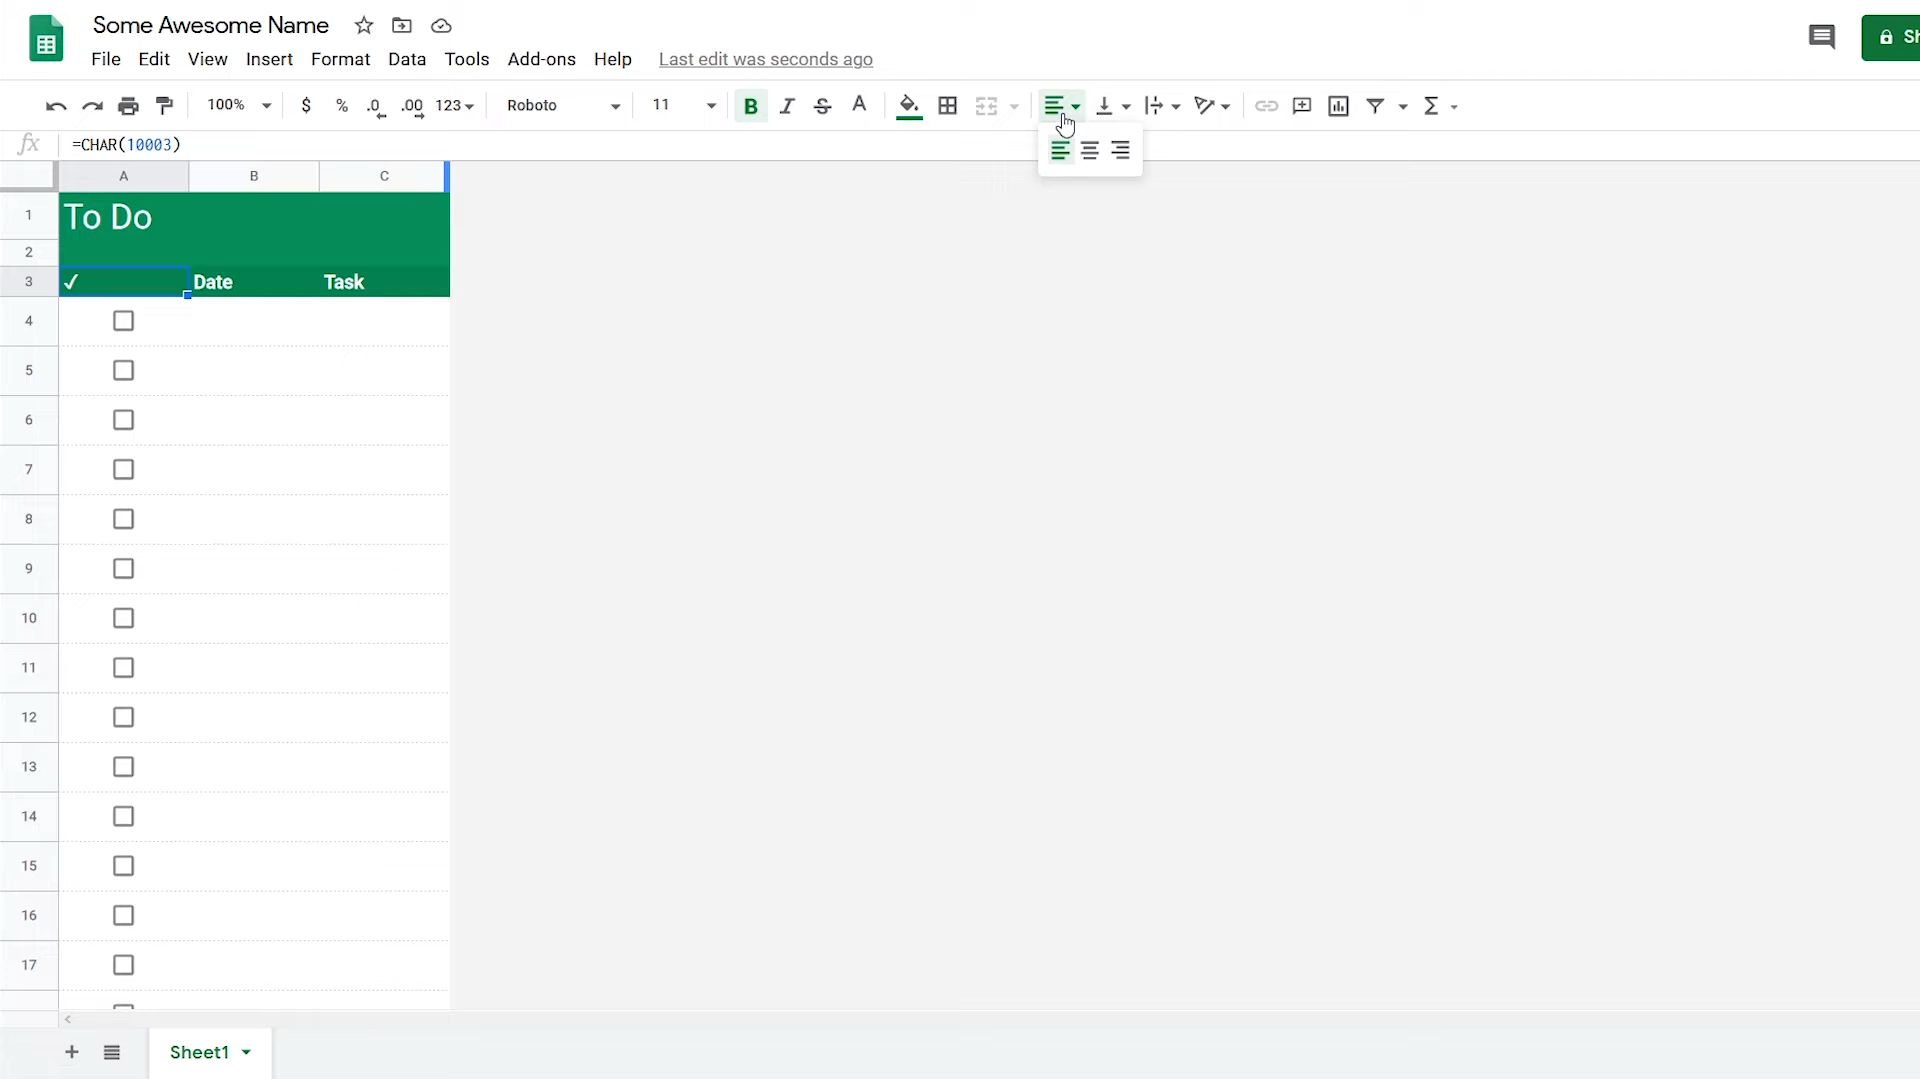 Some Awesome Name
File Edit View Insert Format Data Tools Add-ons Help Last edit was seconds ago
100% $ % .0 .00 123 Roboto 11 B I S A Σ
fx =CHAR(10003)
A B C
1 To Do
2
3 ✓ Date Task
4
5
6
7
8
9
10
11
12
13
14
15
16
17
+ Sheet1